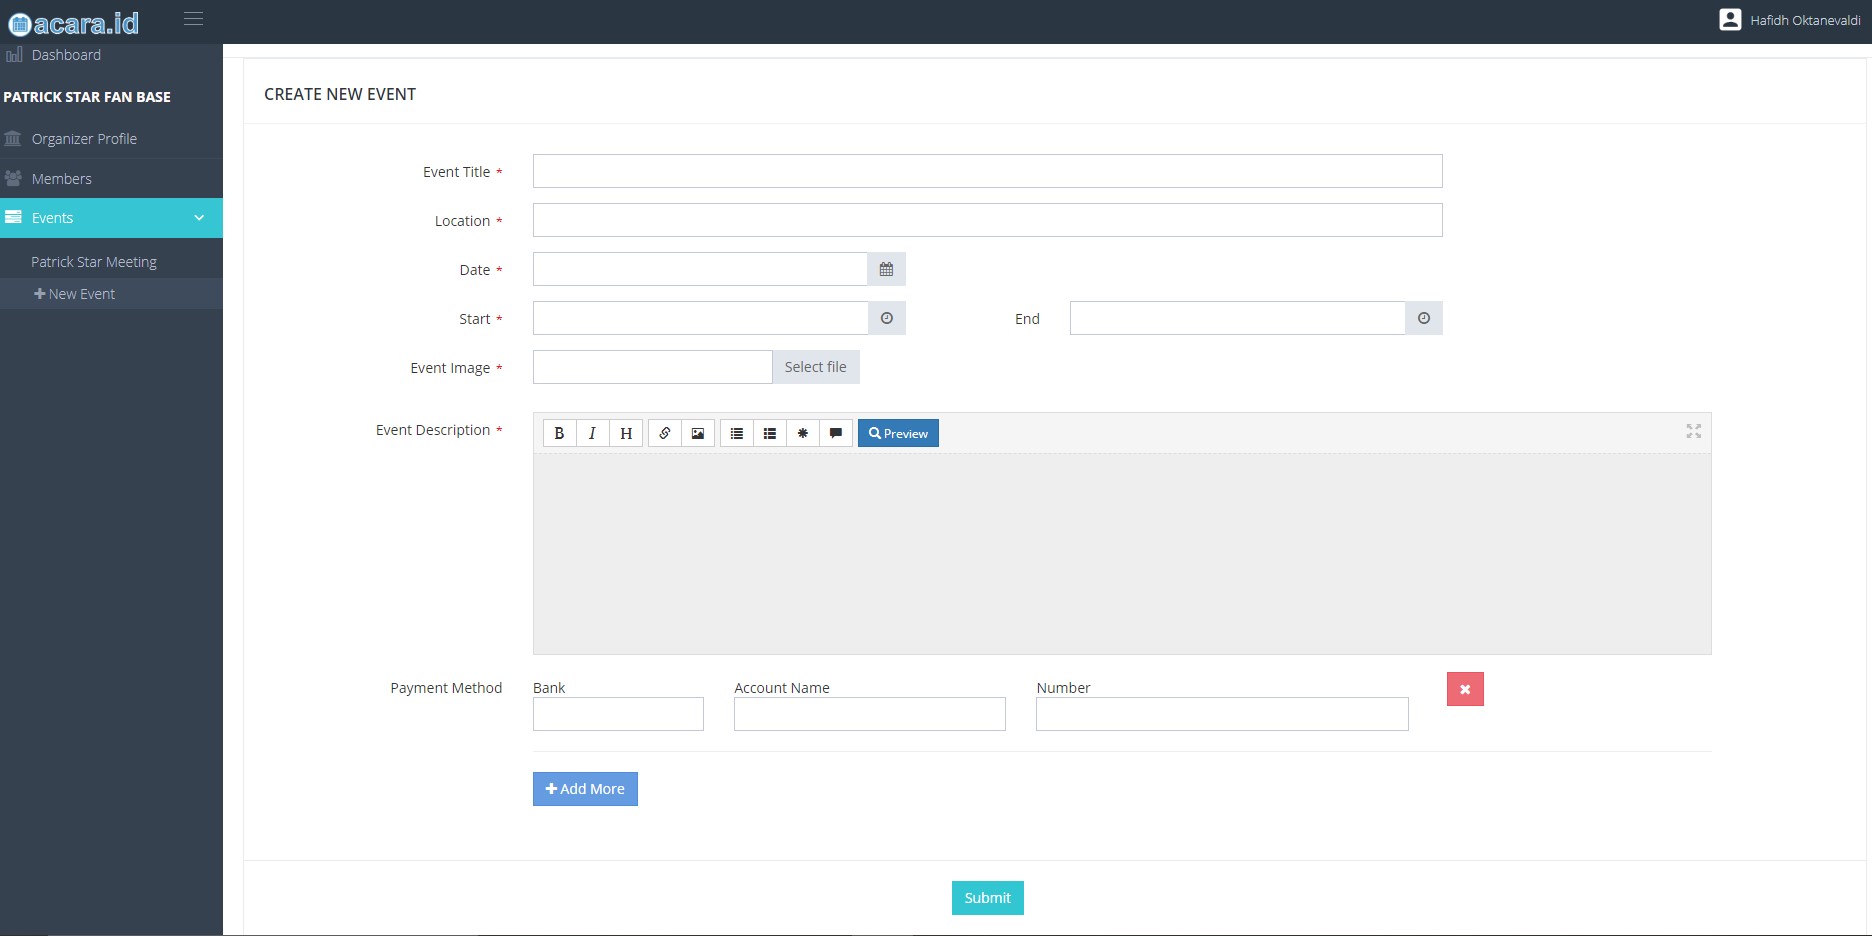 acara.id
Hafidh Oktanevaldi
Dashboard
PATRICK STAR FAN BASE
Organizer Profile
Members
Events
Patrick Star Meeting
New Event
CREATE NEW EVENT
Event Title *
Location *
Date *
Start *
End
Event Image *
Select file
Event Description *
B I H
Preview
Payment Method
Bank
Account Name
Number
Add More
Submit